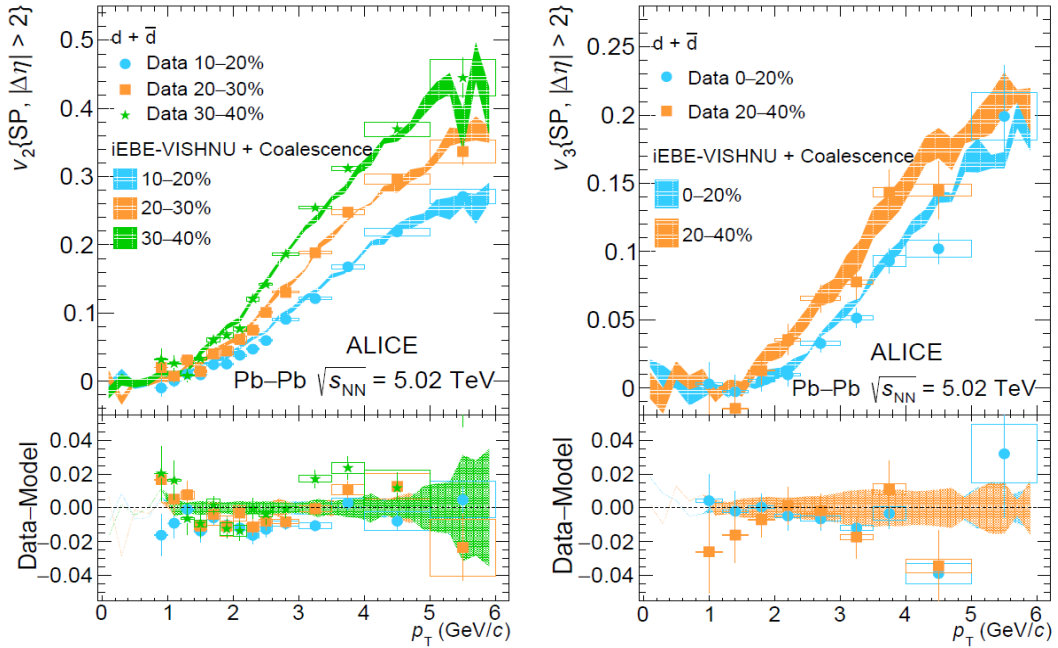 v₂{SP, |Δη| > 2}
0.5
0.4
0.3
0.2
0.1
0
d + d̅
Data 10–20%
Data 20–30%
Data 30–40%
iEBE-VISHNU + Coalescence
10–20%
20–30%
30–40%
ALICE
Pb–Pb √s_NN = 5.02 TeV
Data–Model
0.04
0.02
0.00
−0.02
−0.04
0 1 2 3 4 5 6
p_T (GeV/c)
v₃{SP, |Δη| > 2}
0.25
0.2
0.15
0.1
0.05
0
d + d̅
Data 0–20%
Data 20–40%
iEBE-VISHNU + Coalescence
0–20%
20–40%
ALICE
Pb–Pb √s_NN = 5.02 TeV
Data–Model
0.04
0.02
0.00
−0.02
−0.04
0 1 2 3 4 5 6
p_T (GeV/c)